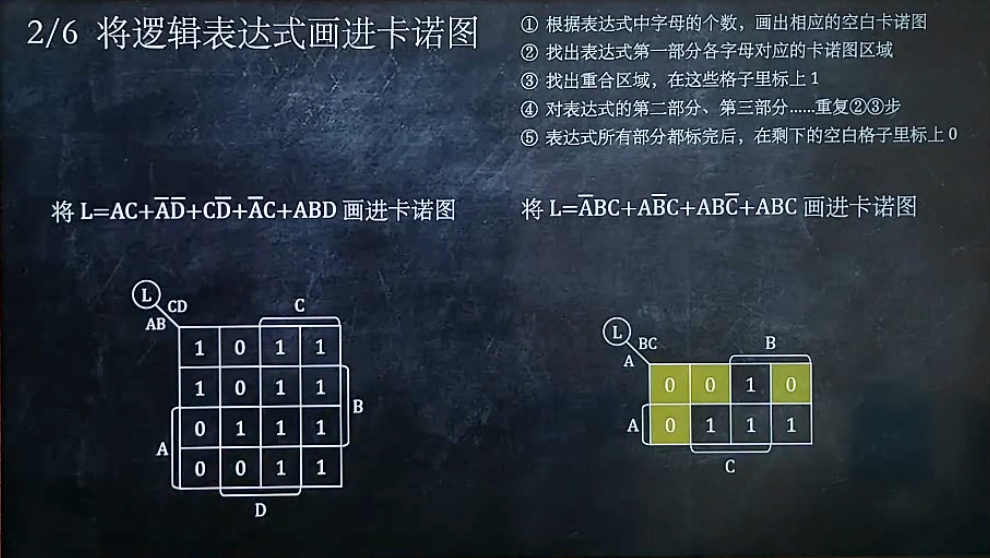 2/6 将逻辑表达式画进卡诺图
① 根据表达式中字母的个数，画出相应的空白卡诺图
② 找出表达式第一部分各字母对应的卡诺图区域
③ 找出重合区域，在这些格子里标上 1
④ 对表达式的第二部分、第三部分......重复②③步
⑤ 表达式所有部分都标完后，在剩下的空白格子里标上 0
将 L=AC+A̅D̅+CD̅+A̅C+ABD 画进卡诺图
L
CD
AB
C
1 0 1 1
1 0 1 1
B
0 1 1 1
A
0 0 1 1
D
将 L=A̅BC+AB̅C+ABC̅+ABC 画进卡诺图
L
BC
A
B
0 0 1 0
A
0 1 1 1
C